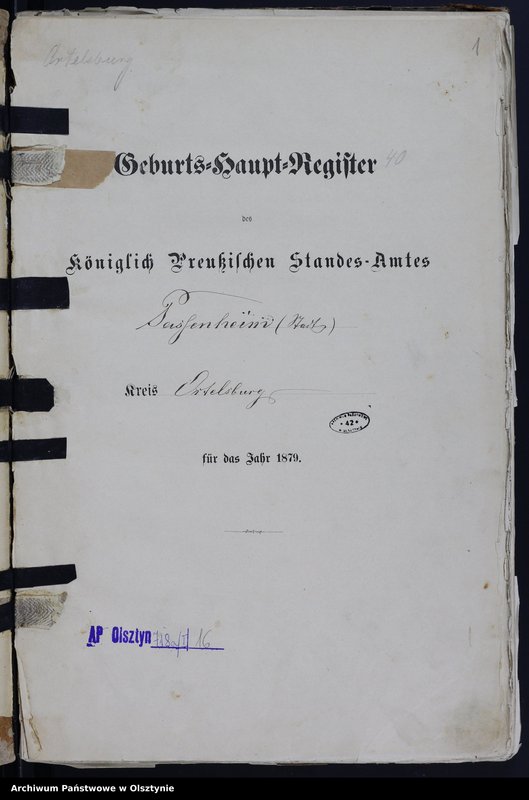 Ortelsburg
1
Geburts=Haupt=Regiſter 40
des
Königlich Preußiſchen Standes-Amtes
Passenheim (Stadt)
Kreis Ortelsburg
42
für das Jahr 1879.
AP Olsztyn 16
Archiwum Państwowe w Olsztynie